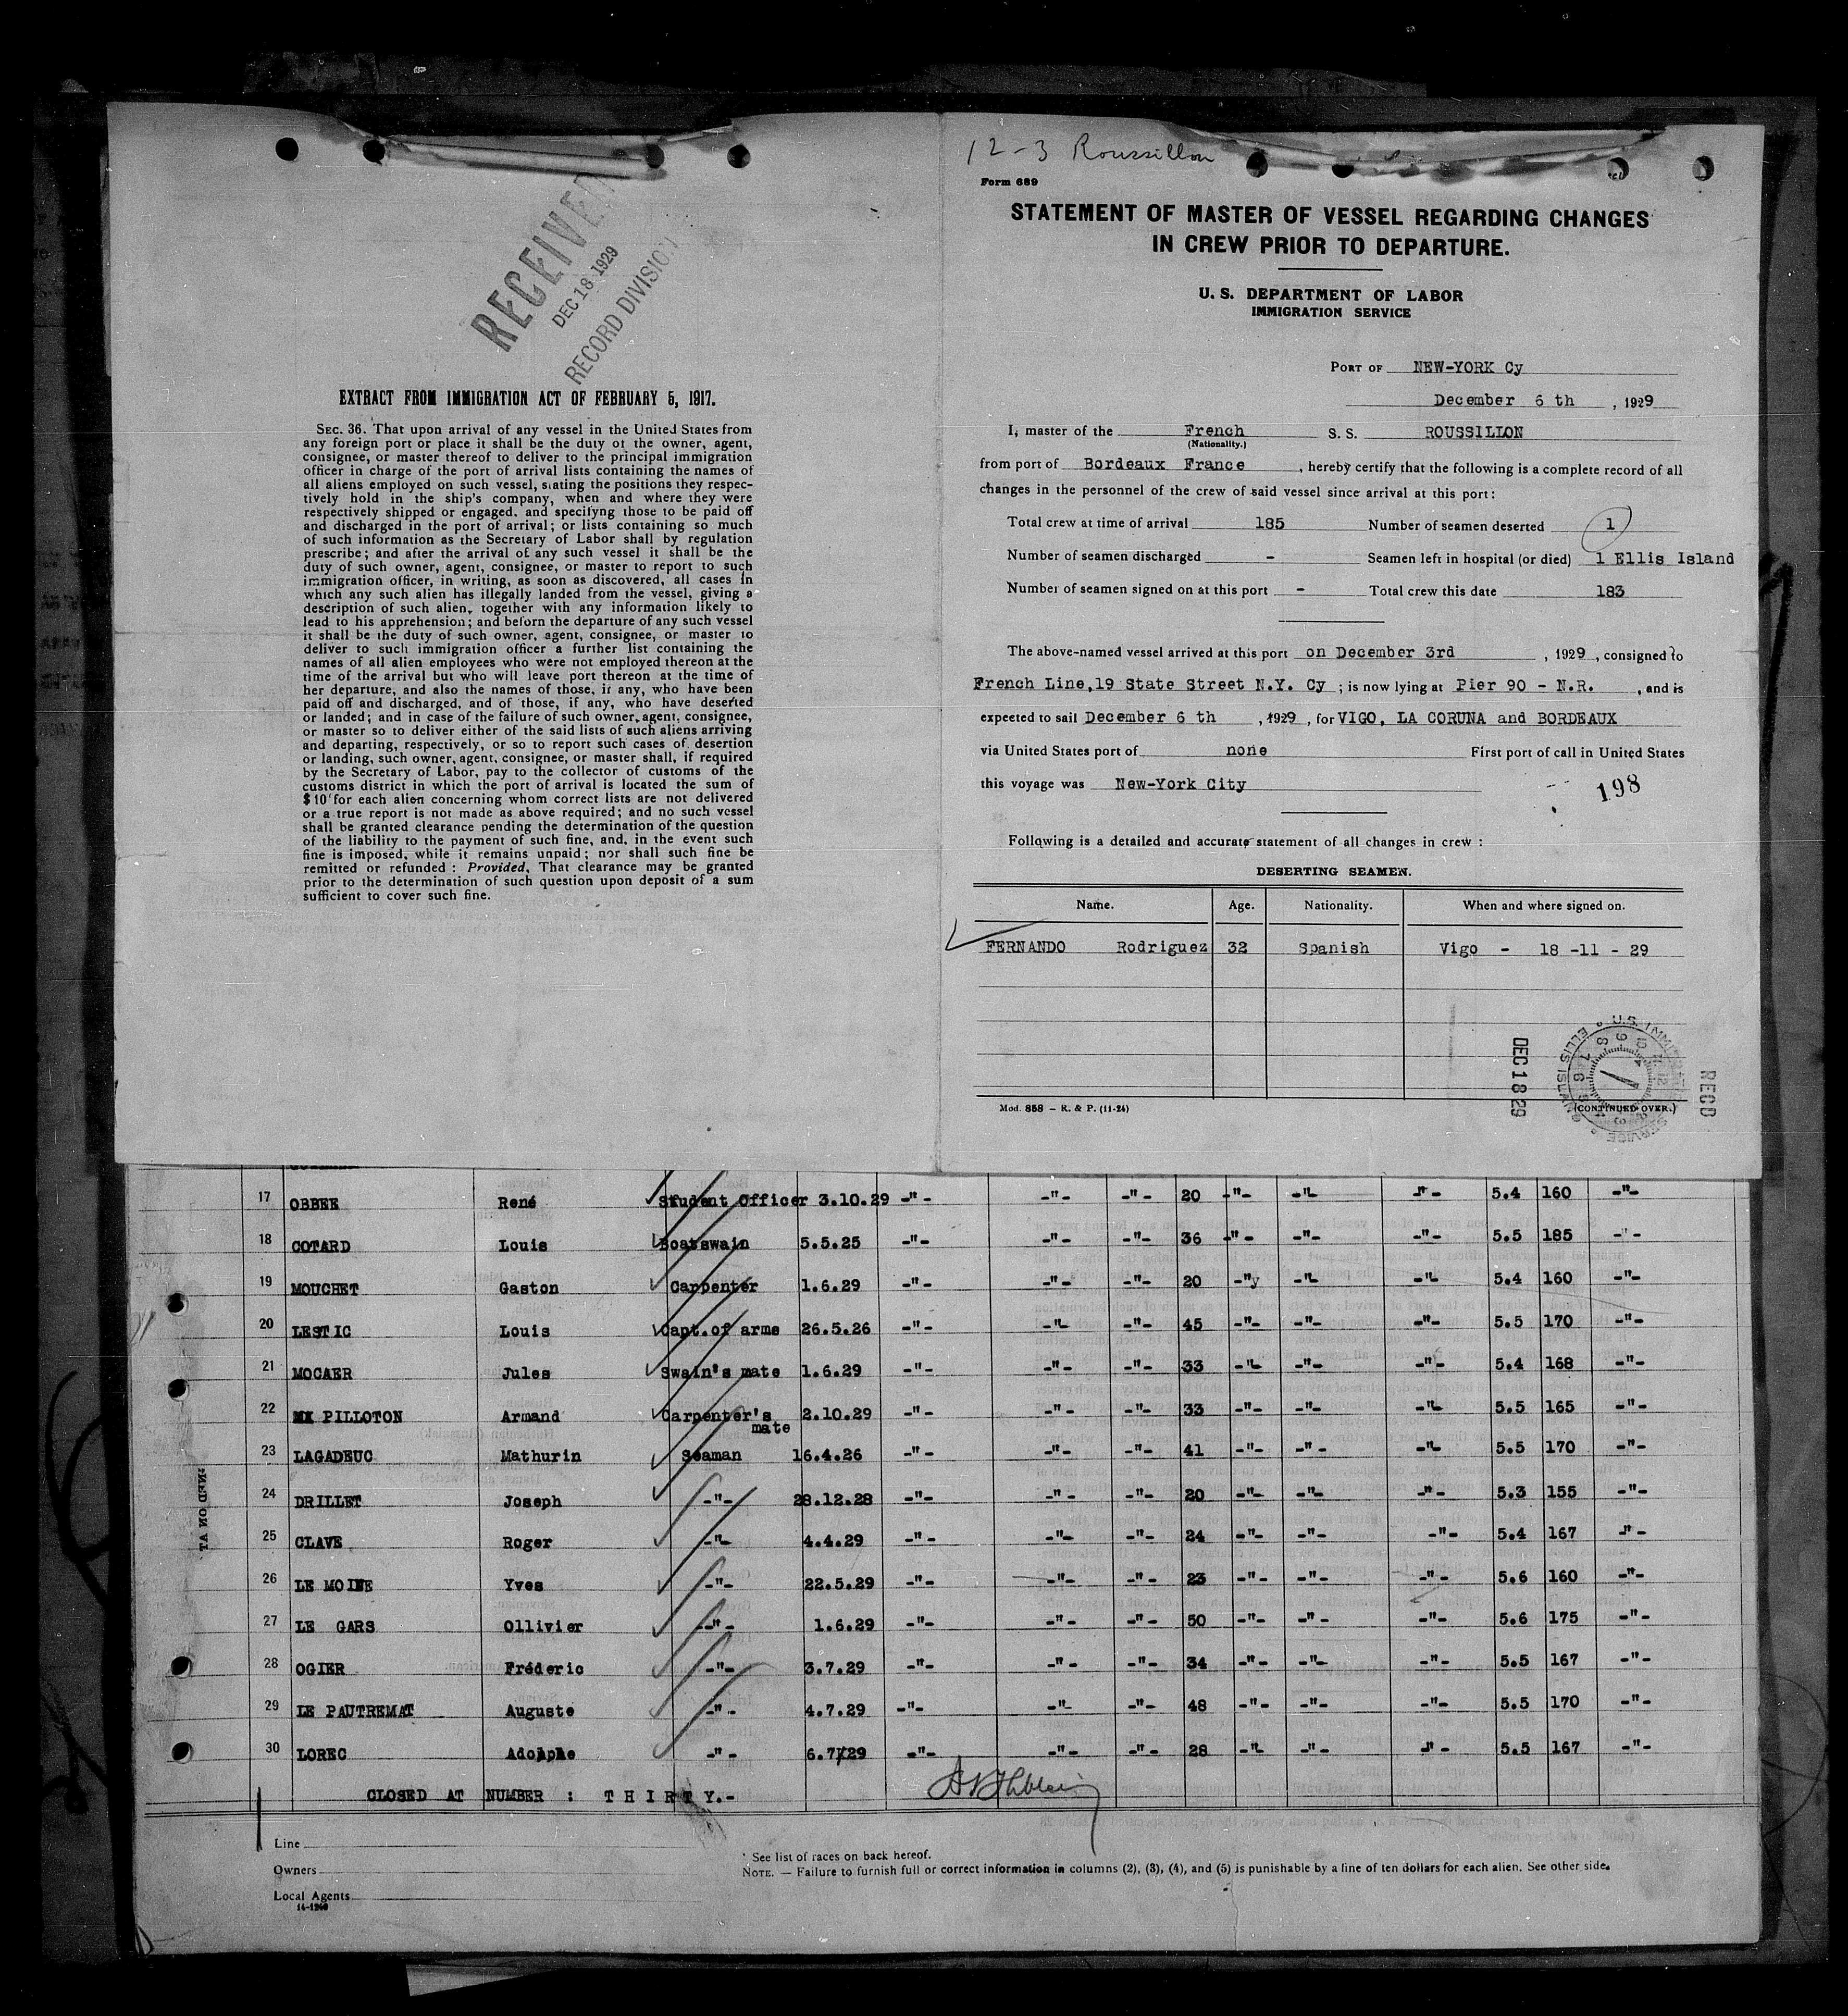 RECEIVED
DEC 18 1929
RECORD DIVISION
EXTRACT FROM IMMIGRATION ACT OF FEBRUARY 5, 1917.
SEC. 36. That upon arrival of any vessel in the United States from
any foreign port or place it shall be the duty ot the owner, agent,
consignee, or master thereof to deliver to the principal immigration
officer in charge of the port of arrival lists containing the names of
all aliens employed on such vessel, stating the positions they respec-
tively hold in the ship's company, when and where they were
respectively shipped or engaged, and specifyng those to be paid off
and discharged in the port of arrival; or lists containing so much
of such information as the Secretary of Labor shall by regulation
prescribe; and after the arrival of any such vessel it shall be the
duty of such owner, agent, consignee, or master to report to such
immigration officer, in writing, as soon as discovered, all cases in
which any such alien has illegally landed from the vessel, giving a
description of such alien, together with any information likely to
lead to his apprehension; and beforn the departure of any such vessel
it shall be the duty of such owner, agent, consignee, or master to
deliver to such immigration officer a further list containing the
names of all alien employees who were not employed thereon at the
time of the arrival but who will leave port thereon at the time of
her departure, and also the names of those, if any, who have been
paid off and discharged, and of those, if any, who have deserted
or landed; and in case of the failure of such owner, agent, consignee,
or master so to deliver either of the said lists of such aliens arriving
and departing, respectively, or so to report such cases of desertion
or landing, such owner, agent, consignee, or master shall, if required
by the Secretary of Labor, pay to the collector of customs of the
customs district in which the port of arrival is located the sum of
$10 for each alien concerning whom correct lists are not delivered
or a true report is not made as above required; and no such vessel
shall be granted clearance pending the determination of the question
of the liability to the payment of such fine, and, in the event such
fine is imposed, while it remains unpaid; nor shall such fine be
remitted or refunded: Provided, That clearance may be granted
prior to the determination of such question upon deposit of a sum
sufficient to cover such fine.
12-3 Roussillon
Form 689
STATEMENT OF MASTER OF VESSEL REGARDING CHANGES
IN CREW PRIOR TO DEPARTURE.
U. S. DEPARTMENT OF LABOR
IMMIGRATION SERVICE
PORT OF NEW-YORK Cy
December 6 th , 1929
I, master of the French S. S. ROUSSILLON
(Nationality.)
from port of Bordeaux France , hereby certify that the following is a complete record of all
changes in the personnel of the crew of said vessel since arrival at this port:
Total crew at time of arrival 185 Number of seamen deserted 1
Number of seamen discharged - Seamen left in hospital (or died) 1 Ellis Island
Number of seamen signed on at this port - Total crew this date 183
The above-named vessel arrived at this port on December 3rd , 1929 , consigned to
French Line,19 State Street N.Y. Cy ; is now lying at Pier 90 - N.R. , and is
expected to sail December 6 th , 1929 , for VIGO, LA CORUNA and BORDEAUX
via United States port of none First port of call in United States
this voyage was New-York City
198
Following is a detailed and accurate statement of all changes in crew :
DESERTING SEAMEN.
Name. Age. Nationality. When and where signed on.
FERNANDO Rodriguez 32 Spanish Vigo - 18 -11 - 29
RECD
DEC 18 29
U.S. IMMIGRATION SERVICE ELLIS ISLAND
Mod. 858 — R. & P. (11-24) (CONTINUED OVER.)
17 OBBEE René Student Officer 3.10.29 -"- -"- -"- 20 -"- -"- -"- 5.4 160 -"-
18 COTARD Louis Boatswain 5.5.25 -"- -"- -"- 36 -"- -"- -"- 5.5 185 -"-
19 MOUCHET Gaston Carpenter 1.6.29 -"- -"- -"- 20 -"y -"- -"- 5.4 160 -"-
20 LESTIC Louis Capt.of arms 26.5.26 -"- -"- -"- 45 -"- -"- -"- 5.5 170 -"-
21 MOCAER Jules Swain's mate 1.6.29 -"- -"- -"- 33 -"- -"- -"- 5.4 168 -"-
22 PILLOTON Armand Carpenter's mate 2.10.29 -"- -"- -"- 33 -"- -"- -"- 5.5 165 -"-
23 LAGADEUC Mathurin Seaman 16.4.26 -"- -"- -"- 41 -"- -"- -"- 5.5 170 -"-
24 DRILLET Joseph -"- 28.12.28 -"- -"- -"- 20 -"- -"- -"- 5.3 155 -"-
25 CLAVE Roger -"- 4.4.29 -"- -"- -"- 24 -"- -"- -"- 5.4 167 -"-
26 LE MOINE Yves -"- 22.5.29 -"- -"- -"- 23 -"- -"- -"- 5.6 160 -"-
27 LE GARS Ollivier -"- 1.6.29 -"- -"- -"- 50 -"- -"- -"- 5.6 175 -"-
28 OGIER Fréderic -"- 3.7.29 -"- -"- -"- 34 -"- -"- -"- 5.5 167 -"-
29 LE PAUTREMAT Auguste -"- 4.7.29 -"- -"- -"- 48 -"- -"- -"- 5.5 170 -"-
30 LOREC Adolphe -"- 6.7/29 -"- -"- -"- 28 -"- -"- -"- 5.5 167 -"-
CLOSED AT NUMBER : T H I R T Y.-
NED ON AT
Line
Owners
Local Agents
14-1240
* See list of races on back hereof.
NOTE. — Failure to furnish full or correct information in columns (2), (3), (4), and (5) is punishable by a fine of ten dollars for each alien. See other side.